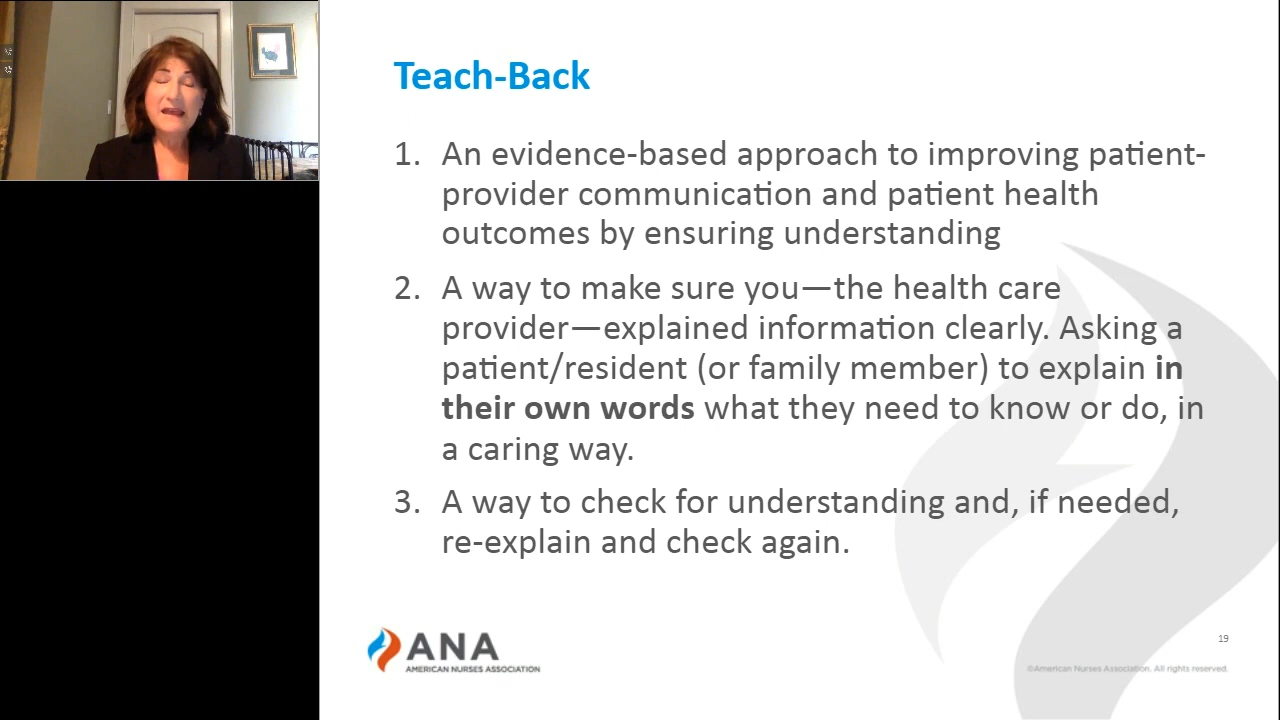 Teach-Back
1. An evidence-based approach to improving patient-
provider communication and patient health
outcomes by ensuring understanding
2. A way to make sure you—the health care
provider—explained information clearly. Asking a
patient/resident (or family member) to explain in
their own words what they need to know or do, in
a caring way.
3. A way to check for understanding and, if needed,
re-explain and check again.
ANA
AMERICAN NURSES ASSOCIATION
19
©American Nurses Association. All rights reserved.